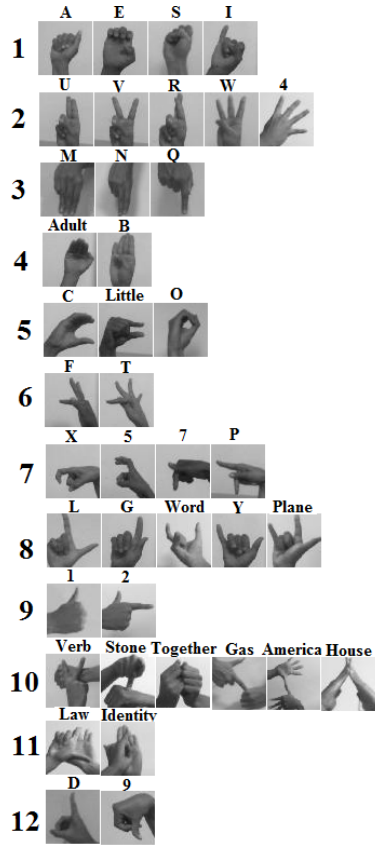 A E S I
1
U V R W 4
2
M N Q
3
Adult B
4
C Little O
5
F T
6
X 5 7 P
7
L G Word Y Plane
8
1 2
9
Verb Stone Together Gas America House
10
Law Identity
11
D 9
12